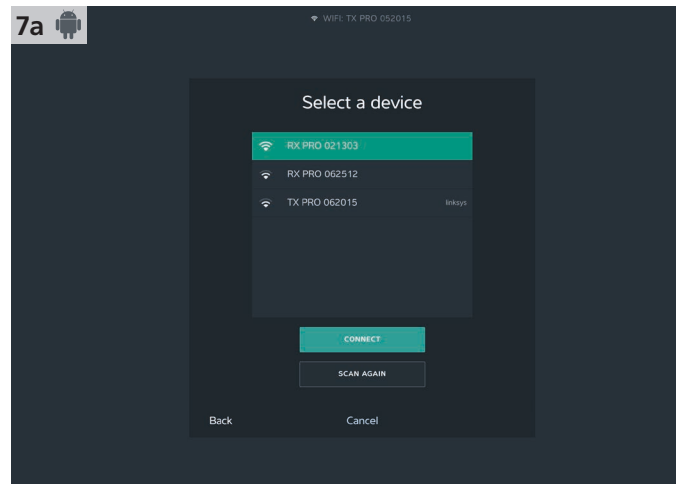 7a
WIFI: TX PRO 052015
Select a device
RX PRO 021303
RX PRO 062512
TX PRO 062015 linksys
CONNECT
SCAN AGAIN
Back Cancel